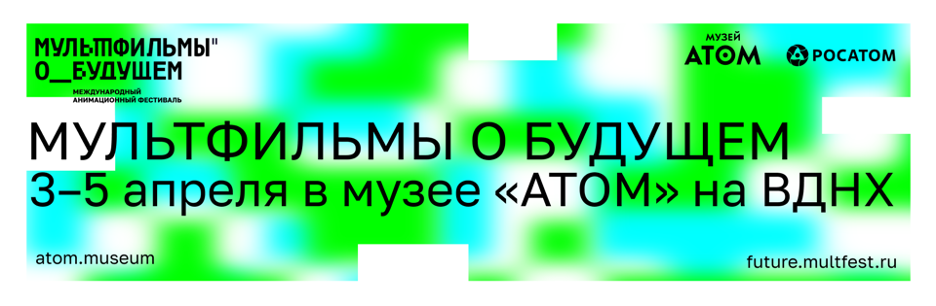 МУЛЬТФИЛЬМЫ"
О__БУДУЩЕМ
МЕЖДУНАРОДНЫЙ
АНИМАЦИОННЫЙ ФЕСТИВАЛЬ
МУЗЕЙ
АТОМ
РОСАТОМ
МУЛЬТФИЛЬМЫ О БУДУЩЕМ
3–5 апреля в музее «АТОМ» на ВДНХ
atom.museum
future.multfest.ru